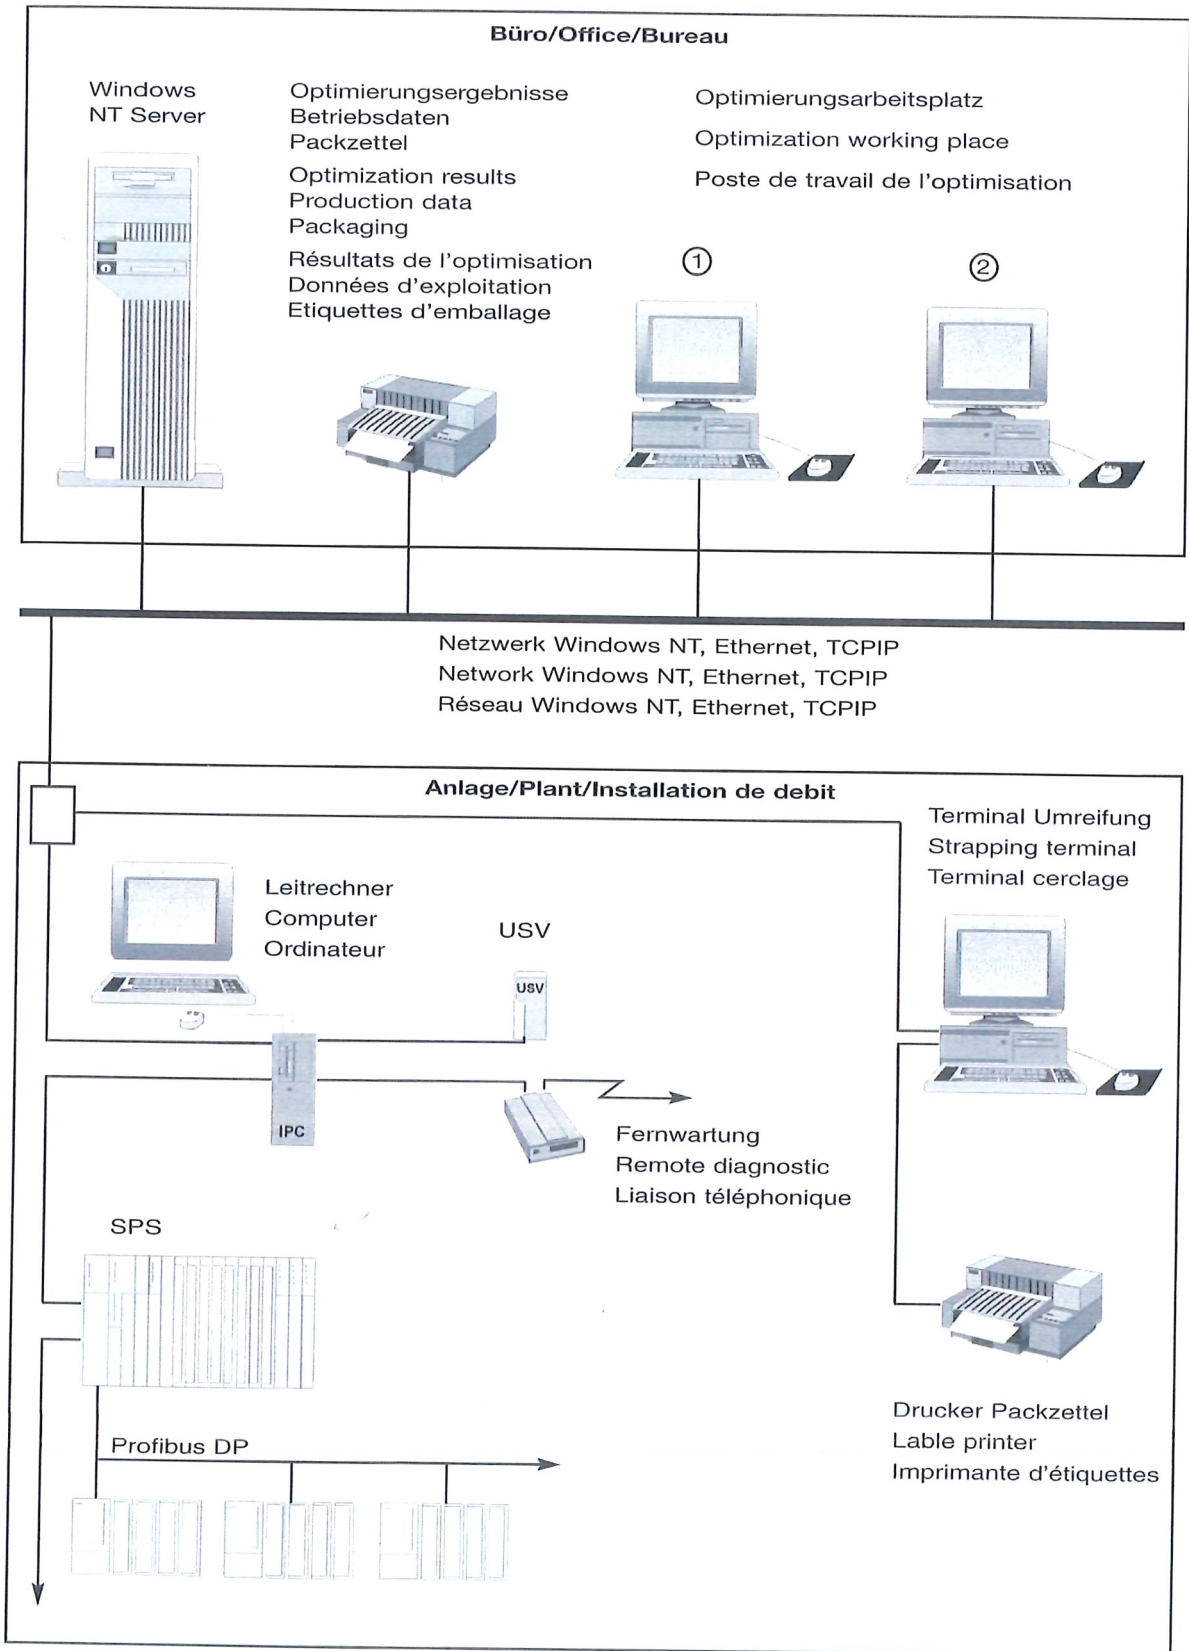 Büro/Office/Bureau
Windows
NT Server
Optimierungsergebnisse
Betriebsdaten
Packzettel
Optimization results
Production data
Packaging
Résultats de l'optimisation
Données d'exploitation
Etiquettes d'emballage
Optimierungsarbeitsplatz
Optimization working place
Poste de travail de l'optimisation
①
②
Netzwerk Windows NT, Ethernet, TCPIP
Network Windows NT, Ethernet, TCPIP
Réseau Windows NT, Ethernet, TCPIP
Anlage/Plant/Installation de debit
Terminal Umreifung
Strapping terminal
Terminal cerclage
Leitrechner
Computer
Ordinateur
USV
USV
IPC
Fernwartung
Remote diagnostic
Liaison téléphonique
SPS
Drucker Packzettel
Lable printer
Imprimante d'étiquettes
Profibus DP